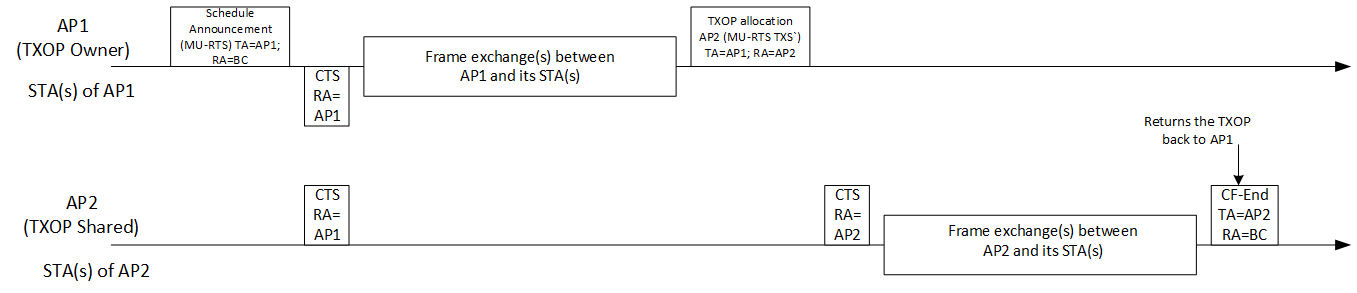 AP1
(TXOP Owner)
STA(s) of AP1
Schedule
Announcement
(MU-RTS) TA=AP1;
RA=BC
CTS
RA=
AP1
Frame exchange(s) between
AP1 and its STA(s)
TXOP allocation
AP2 (MU-RTS TXS`)
TA=AP1; RA=AP2
Returns the TXOP
back to AP1
AP2
(TXOP Shared)
STA(s) of AP2
CTS
RA=
AP1
CTS
RA=
AP2
Frame exchange(s) between
AP2 and its STA(s)
CF-End
TA=AP2
RA=BC